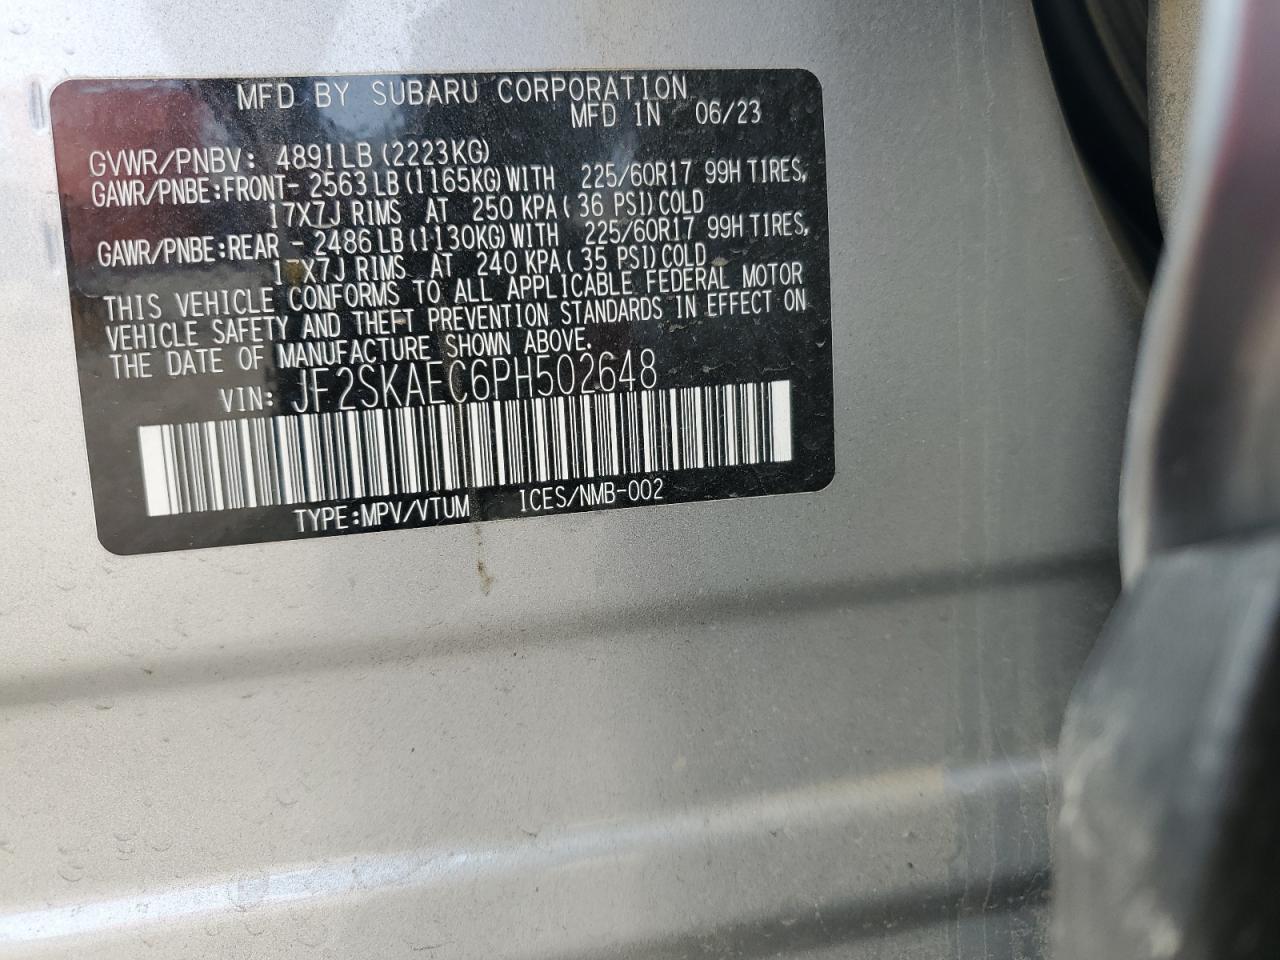 MFD BY SUBARU CORPORATION
MFD IN 06/23
GVWR/PNBV: 4891LB (2223KG)
GAWR/PNBE:FRONT- 2563LB (1165KG) WITH 225/60R17 99H TIRES,
17X7J RIMS AT 250 KPA ( 36 PSI) COLD
GAWR/PNBE:REAR - 2486LB (1130KG) WITH 225/60R17 99H TIRES,
17X7J RIMS AT 240 KPA ( 35 PSI) COLD
THIS VEHICLE CONFORMS TO ALL APPLICABLE FEDERAL MOTOR
VEHICLE SAFETY AND THEFT PREVENTION STANDARDS IN EFFECT ON
THE DATE OF MANUFACTURE SHOWN ABOVE.
VIN: JF2SKAEC6PH502648
TYPE:MPV/VTUM ICES/NMB-002